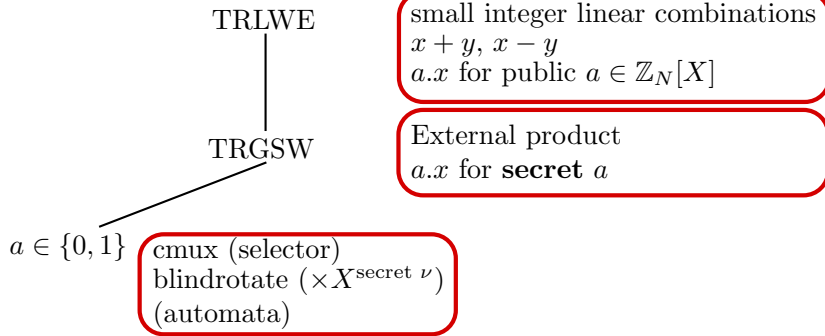 TRLWE
small integer linear combinations
x + y, x − y
a.x for public a ∈ ℤ_N[X]
TRGSW
External product
a.x for secret a
a ∈ {0, 1}
cmux (selector)
blindrotate (×X^{secret ν})
(automata)